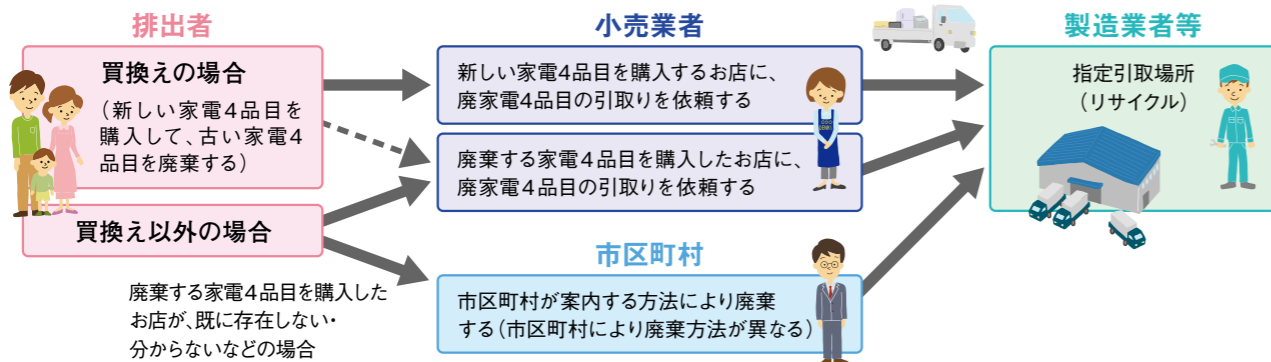 排出者
買換えの場合
（新しい家電4品目を
購入して、古い家電4
品目を廃棄する）
買換え以外の場合
廃棄する家電4品目を購入した
お店が、既に存在しない・
分からないなどの場合
小売業者
新しい家電4品目を購入するお店に、
廃家電4品目の引取りを依頼する
廃棄する家電4品目を購入したお店に、
廃家電4品目の引取りを依頼する
市区町村
市区町村が案内する方法により廃棄
する（市区町村により廃棄方法が異なる）
製造業者等
指定引取場所
（リサイクル）